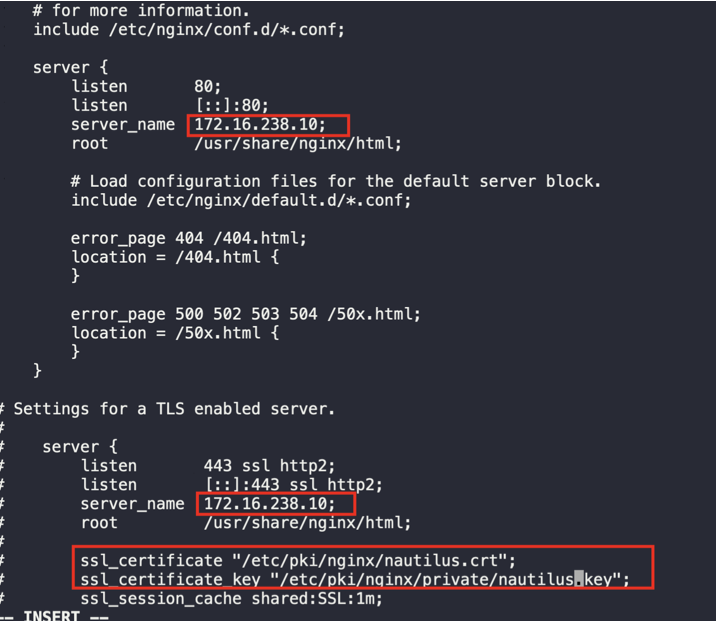 # for more information.
include /etc/nginx/conf.d/*.conf;
server {
listen 80;
listen [::]:80;
server_name 172.16.238.10;
root /usr/share/nginx/html;
# Load configuration files for the default server block.
include /etc/nginx/default.d/*.conf;
error_page 404 /404.html;
location = /404.html {
}
error_page 500 502 503 504 /50x.html;
location = /50x.html {
}
}
# Settings for a TLS enabled server.
#
# server {
# listen 443 ssl http2;
# listen [::]:443 ssl http2;
# server_name 172.16.238.10;
# root /usr/share/nginx/html;
#
# ssl_certificate "/etc/pki/nginx/nautilus.crt";
# ssl_certificate_key "/etc/pki/nginx/private/nautilus.key";
# ssl_session_cache shared:SSL:1m;
-- INSERT --